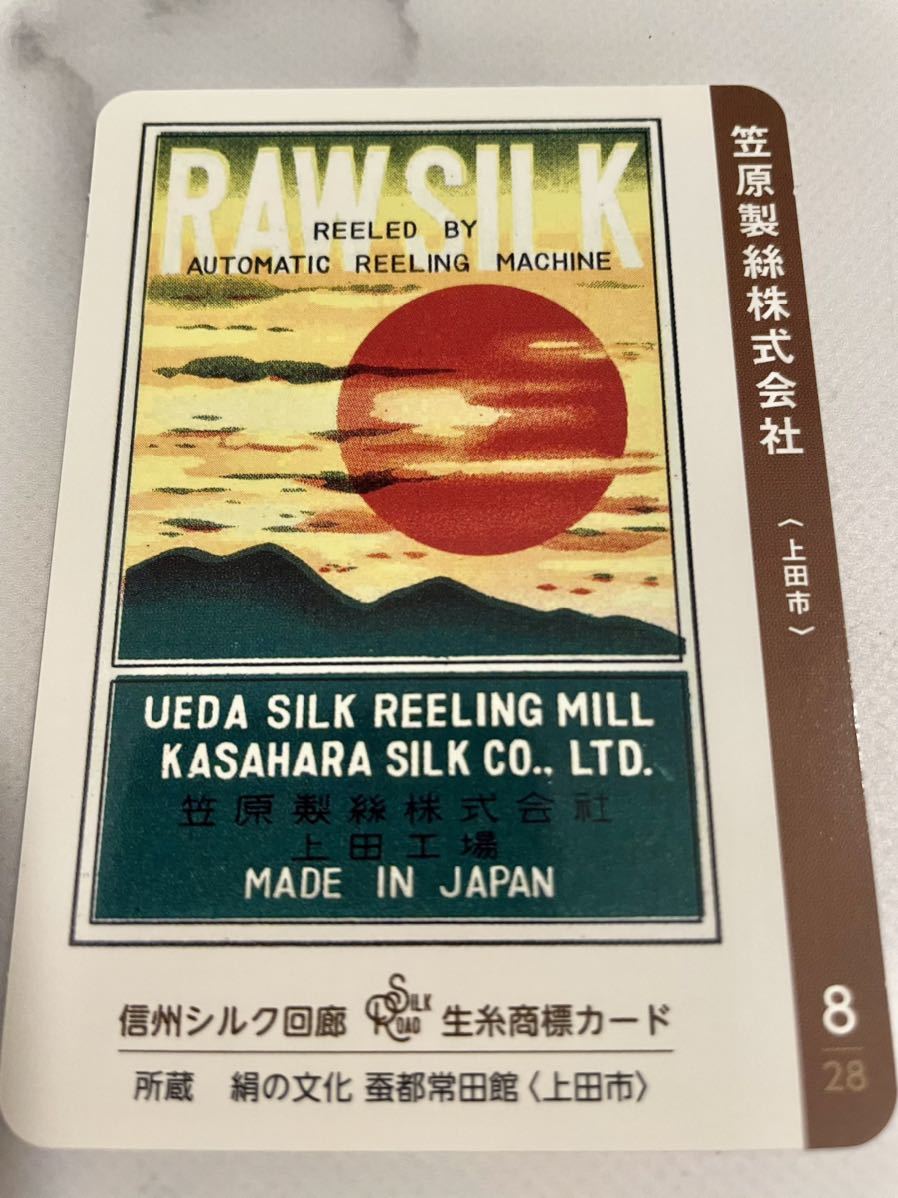 RAW SILK
REELED BY
AUTOMATIC REELING MACHINE
UEDA SILK REELING MILL
KASAHARA SILK CO., LTD.
笠原製絲株式会社
上田工場
MADE IN JAPAN
笠原製絲株式会社
〈上田市〉
8
28
信州シルク回廊 SILK ROAD 生糸商標カード
所蔵 絹の文化 蚕都常田館〈上田市〉